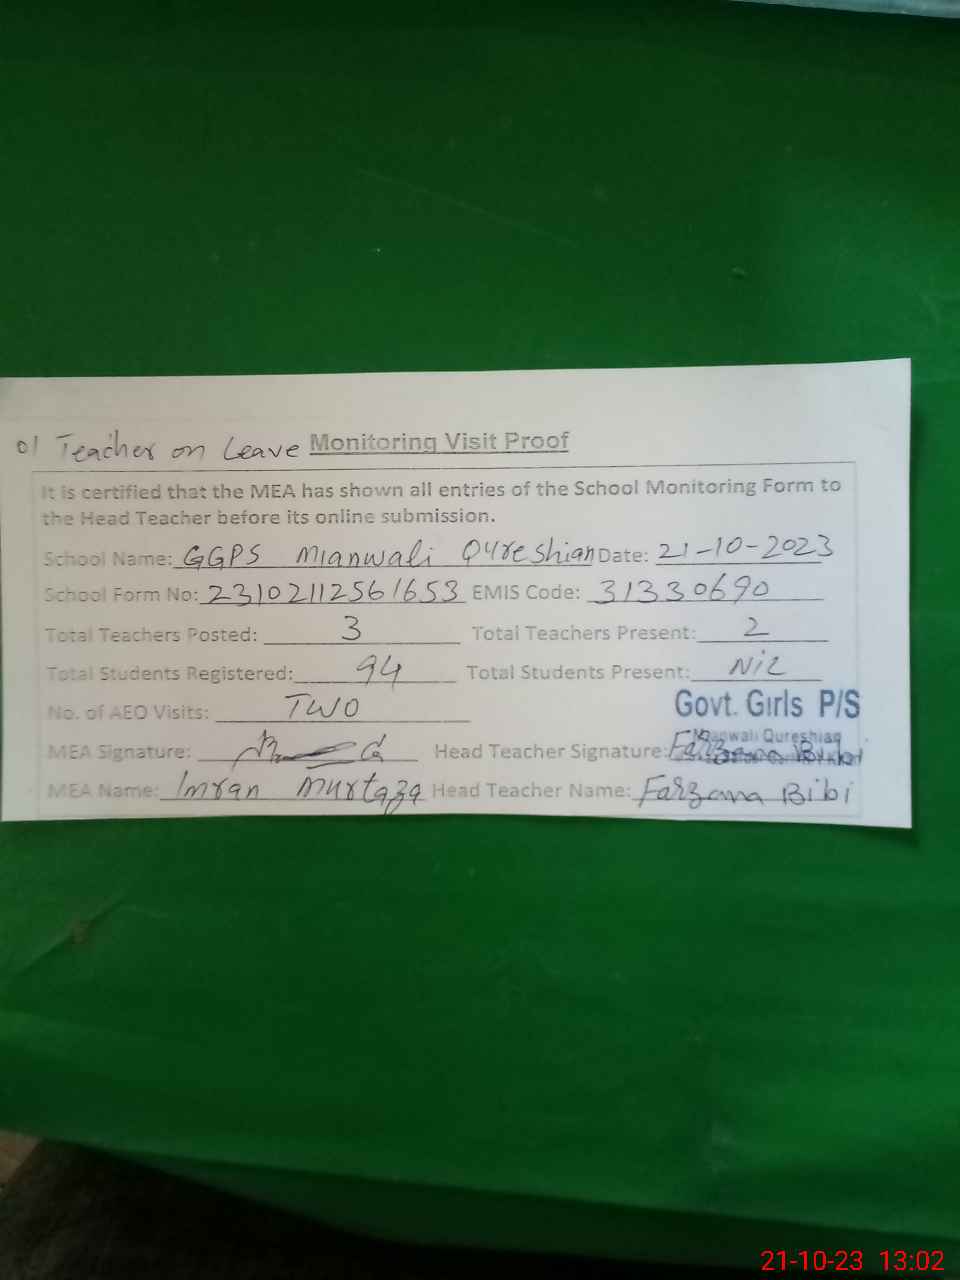 01 Teacher on Leave Monitoring Visit Proof
It is certified that the MEA has shown all entries of the School Monitoring Form to
the Head Teacher before its online submission.
School Name: GGPS Mianwali Qureshian Date: 21-10-2023
School Form No: 23102112561653 EMIS Code: 31330690
Total Teachers Posted: 3 Total Teachers Present: 2
Total Students Registered: 94 Total Students Present: Nil
No. of AEO Visits: TWO
Govt. Girls P/S
Mianwali Qureshian
MEA Signature: Head Teacher Signature: Farzana Bibi
MEA Name: Imran Murtaza Head Teacher Name: Farzana Bibi
21-10-23 13:02